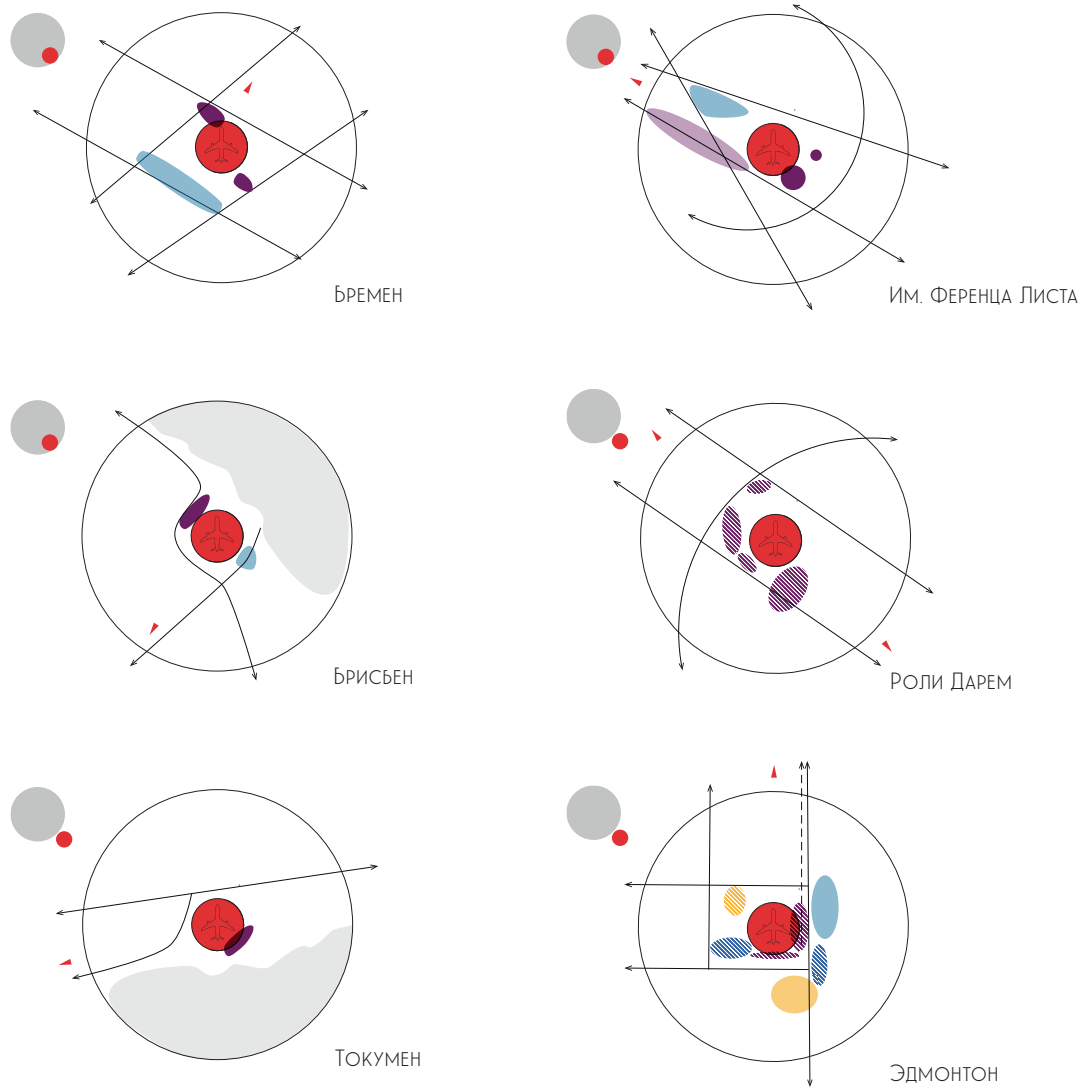 Бремен
Им. Ференца Листа
Брисбен
Роли Дарем
Токумен
Эдмонтон